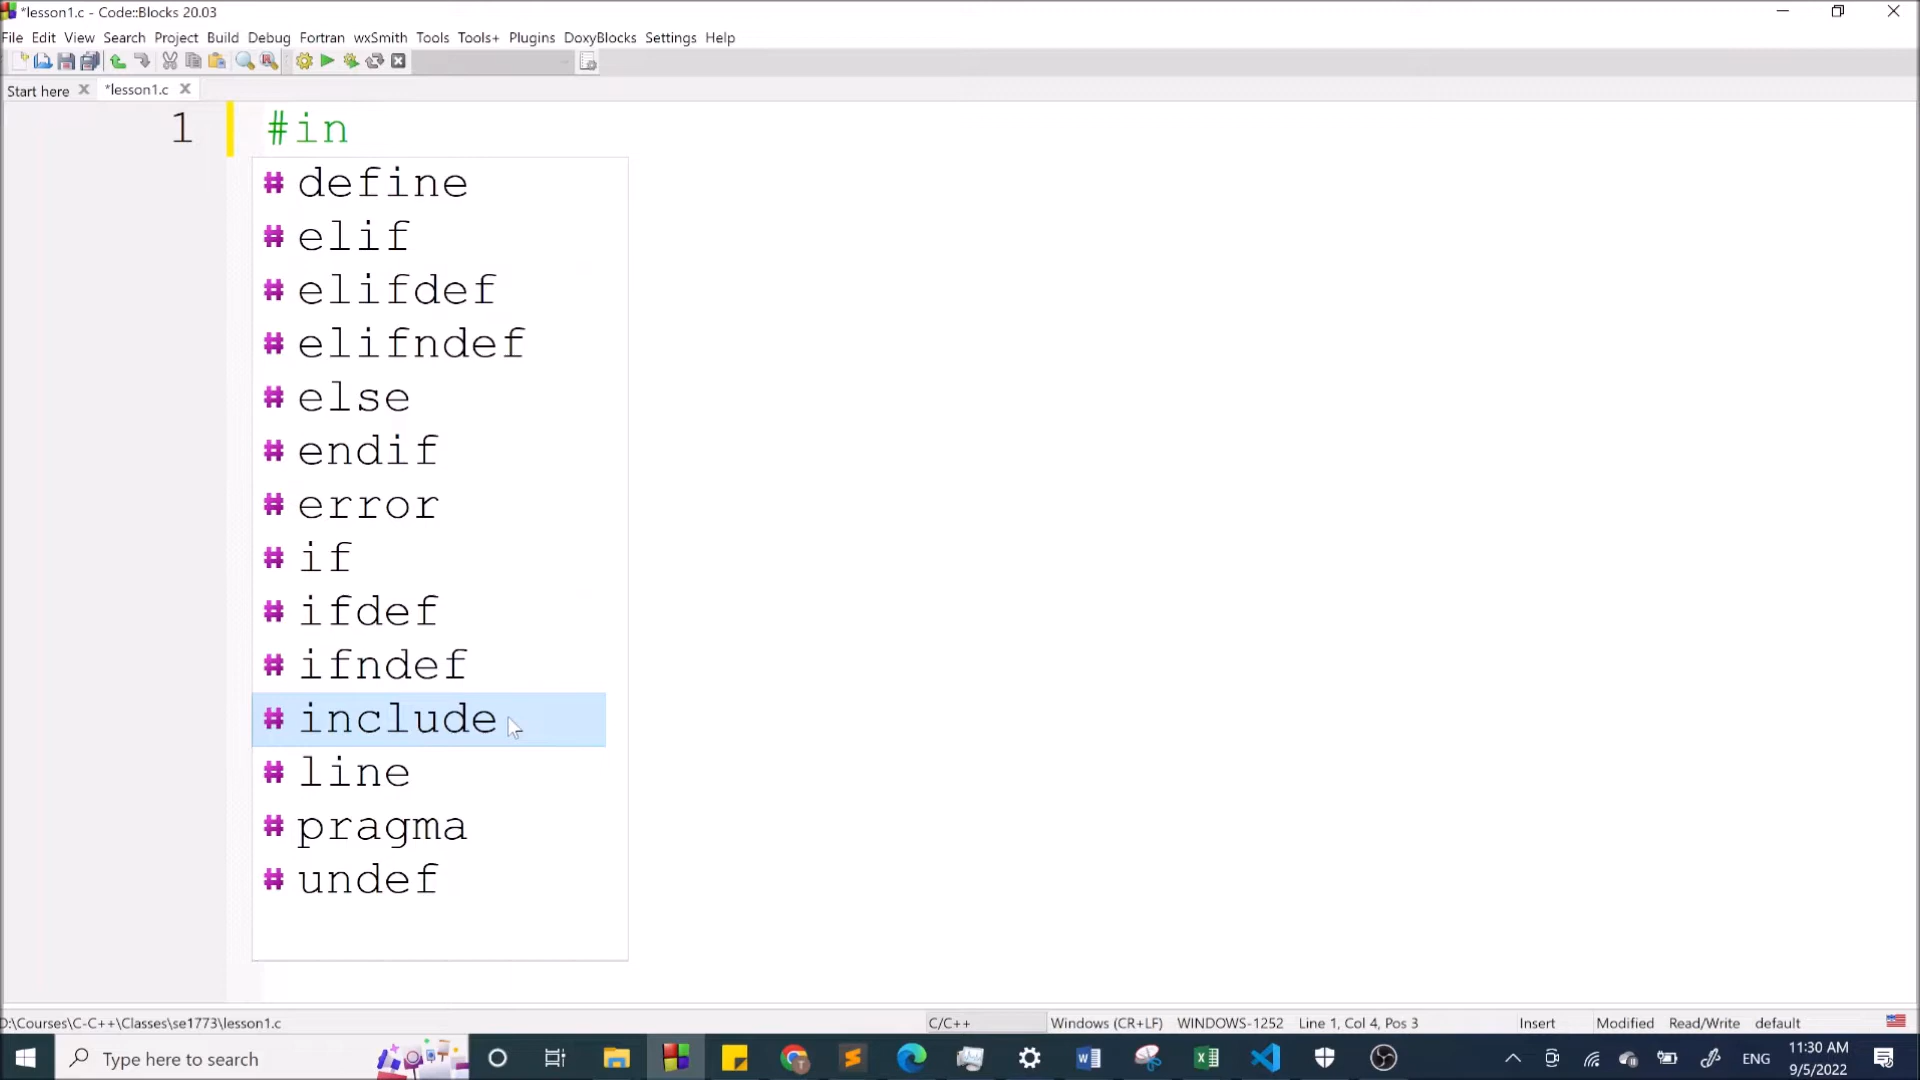 *lesson1.c - Code::Blocks 20.03
File Edit View Search Project Build Debug Fortran wxSmith Tools Tools+ Plugins DoxyBlocks Settings Help
Start here *lesson1.c
1 #in
# define
# elif
# elifdef
# elifndef
# else
# endif
# error
# if
# ifdef
# ifndef
# include
# line
# pragma
# undef
D:\Courses\C-C++\Classes\se1773\lesson1.c C/C++ Windows (CR+LF) WINDOWS-1252 Line 1, Col 4, Pos 3 Insert Modified Read/Write default
Type here to search ENG 11:30 AM
9/5/2022